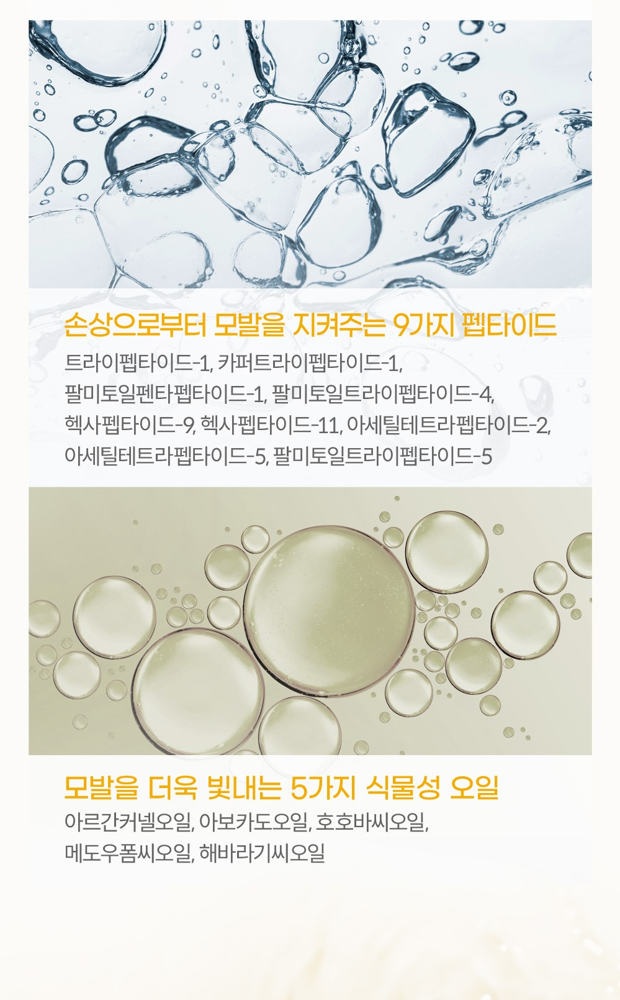 손상으로부터 모발을 지켜주는 9가지 펩타이드
트라이펩타이드-1, 카퍼트라이펩타이드-1,
팔미토일펜타펩타이드-1, 팔미토일트라이펩타이드-4,
헥사펩타이드-9, 헥사펩타이드-11, 아세틸테트라펩타이드-2,
아세틸테트라펩타이드-5, 팔미토일트라이펩타이드-5
모발을 더욱 빛내는 5가지 식물성 오일
아르간커넬오일, 아보카도오일, 호호바씨오일,
메도우폼씨오일, 해바라기씨오일